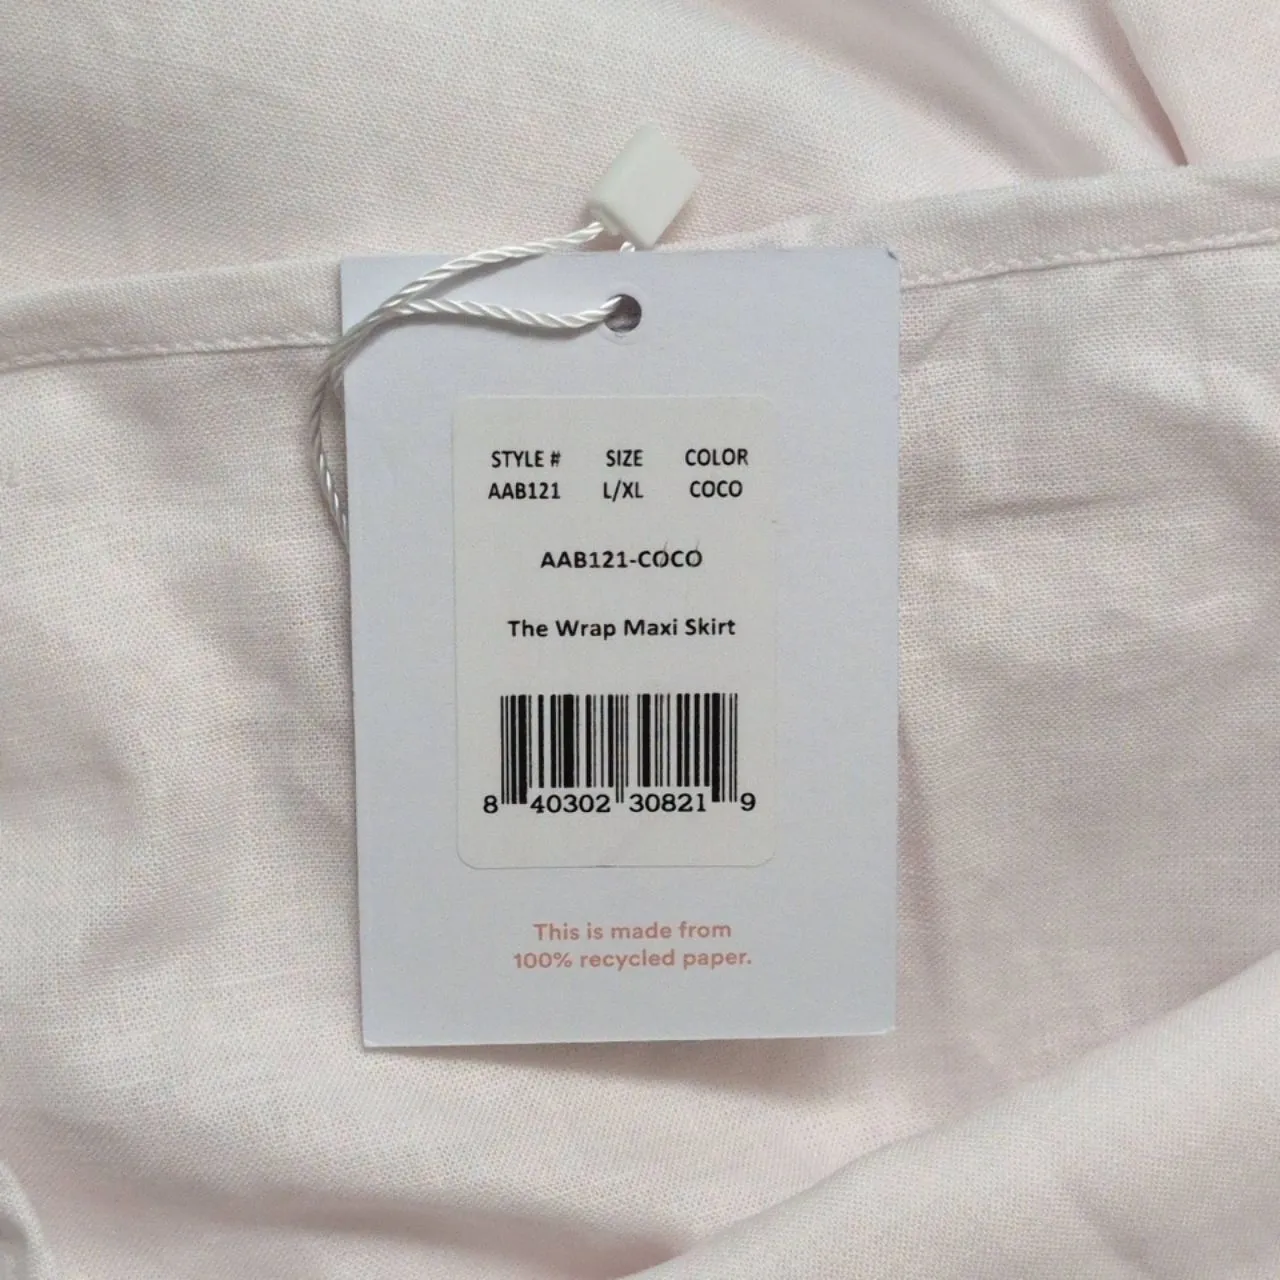 STYLE # SIZE COLOR
AAB121 L/XL COCO
AAB121-COCO
The Wrap Maxi Skirt
8 40302 30821 9
This is made from
100% recycled paper.